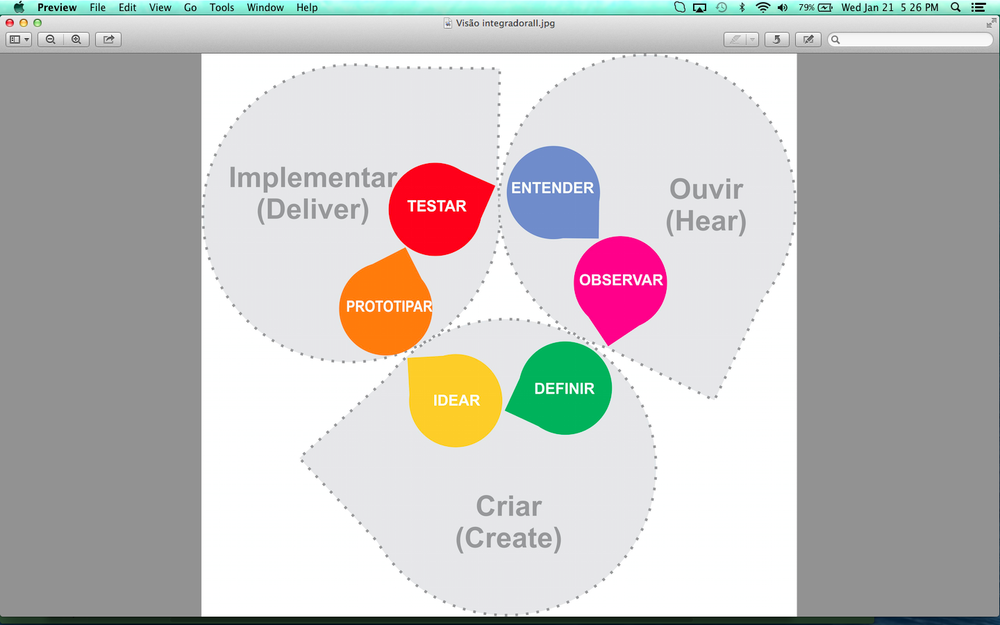 Preview File Edit View Go Tools Window Help 79% Wed Jan 21 5 26 PM
Visão integradorall.jpg
Implementar
(Deliver)
TESTAR
ENTENDER
Ouvir
(Hear)
PROTOTIPAR
OBSERVAR
IDEAR
DEFINIR
Criar
(Create)